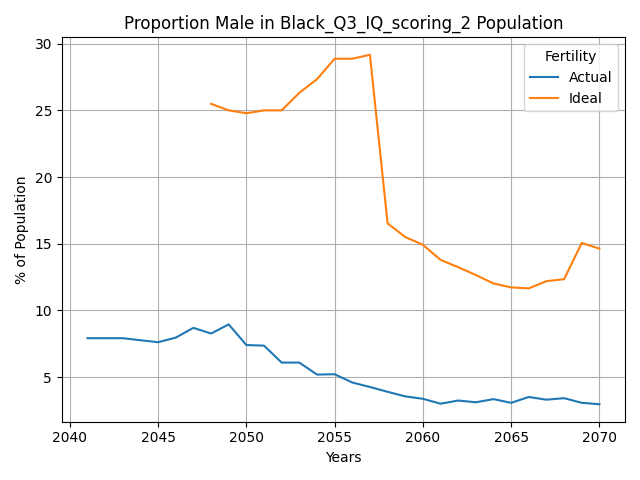 Proportion Male in Black_Q3_IQ_scoring_2 Population
30
25
20
15
10
5
% of Population
Fertility
Actual
Ideal
2040 2045 2050 2055 2060 2065 2070
Years